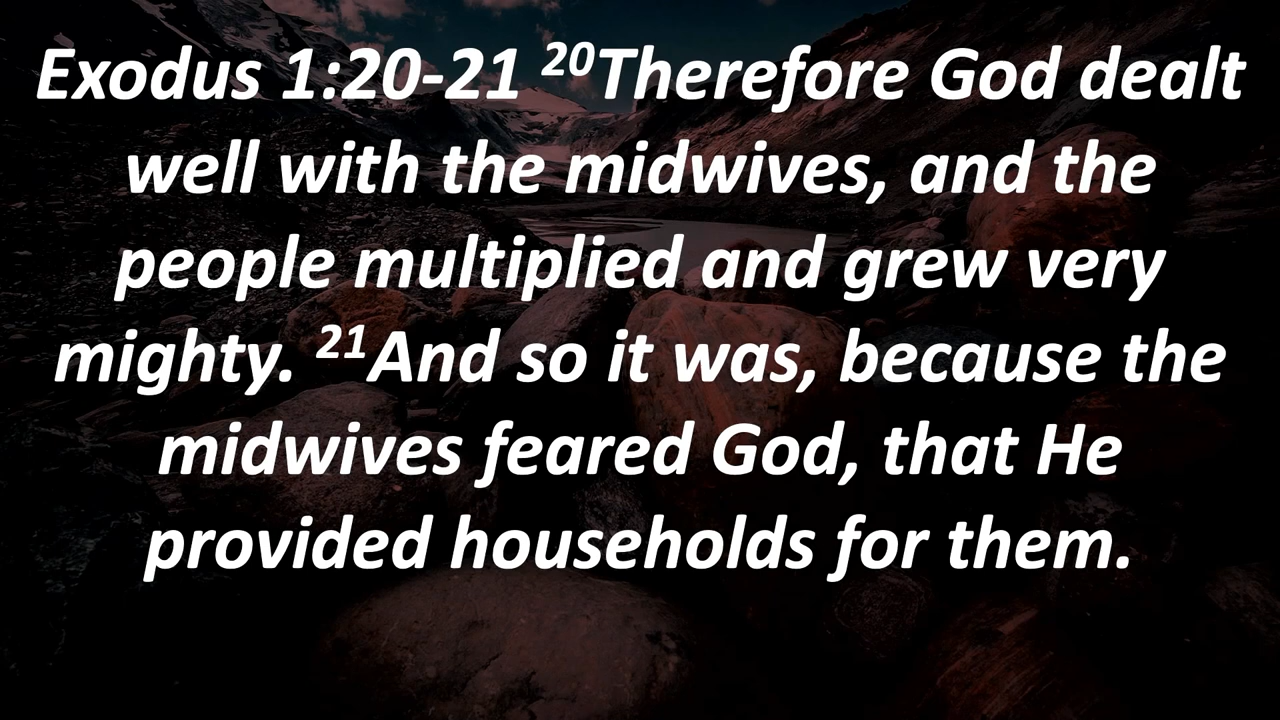 Exodus 1:20-21 ²⁰Therefore God dealt
well with the midwives, and the
people multiplied and grew very
mighty. ²¹And so it was, because the
midwives feared God, that He
provided households for them.